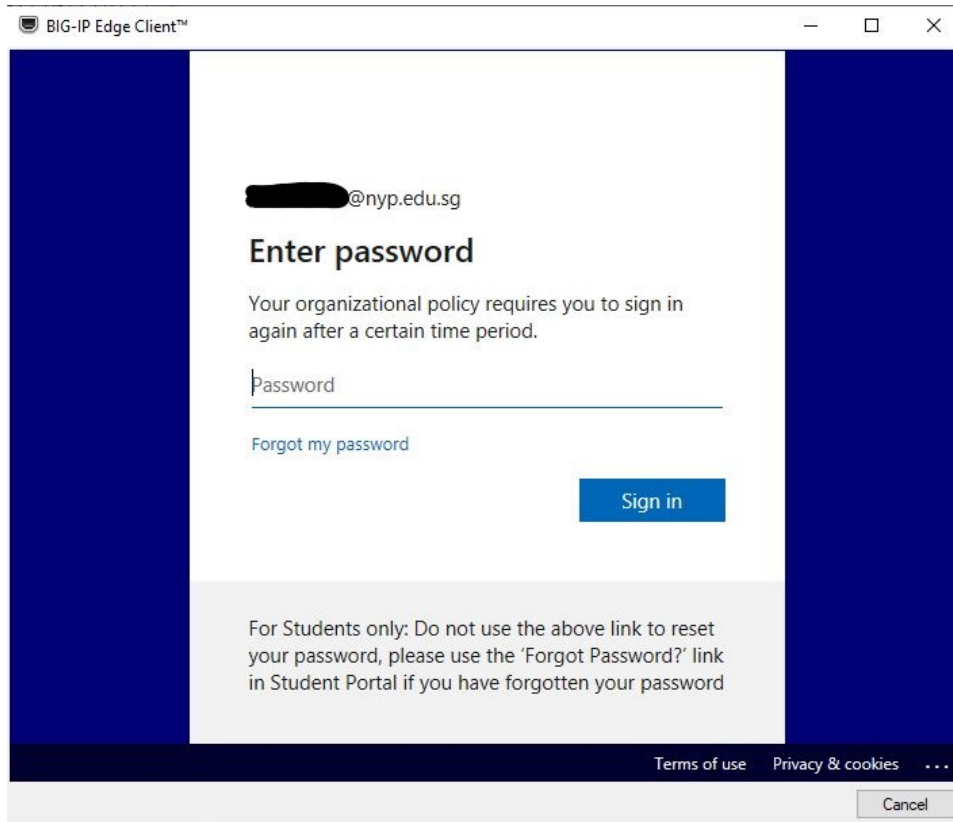 BIG-IP Edge Client™
@nyp.edu.sg
Enter password
Your organizational policy requires you to sign in
again after a certain time period.
Password
Forgot my password
Sign in
For Students only: Do not use the above link to reset
your password, please use the ‘Forgot Password?’ link
in Student Portal if you have forgotten your password
Terms of use Privacy & cookies ...
Cancel